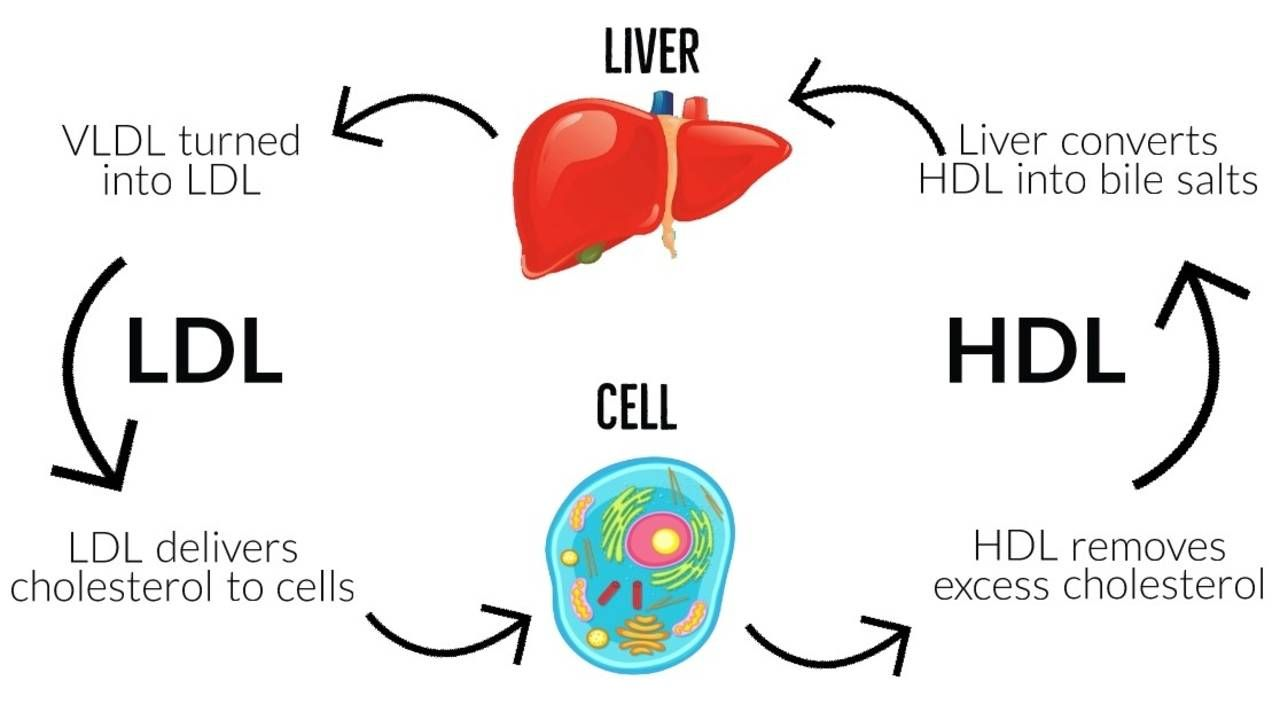 LIVER
VLDL turned
into LDL
Liver converts
HDL into bile salts
LDL
HDL
CELL
LDL delivers
cholesterol to cells
HDL removes
excess cholesterol